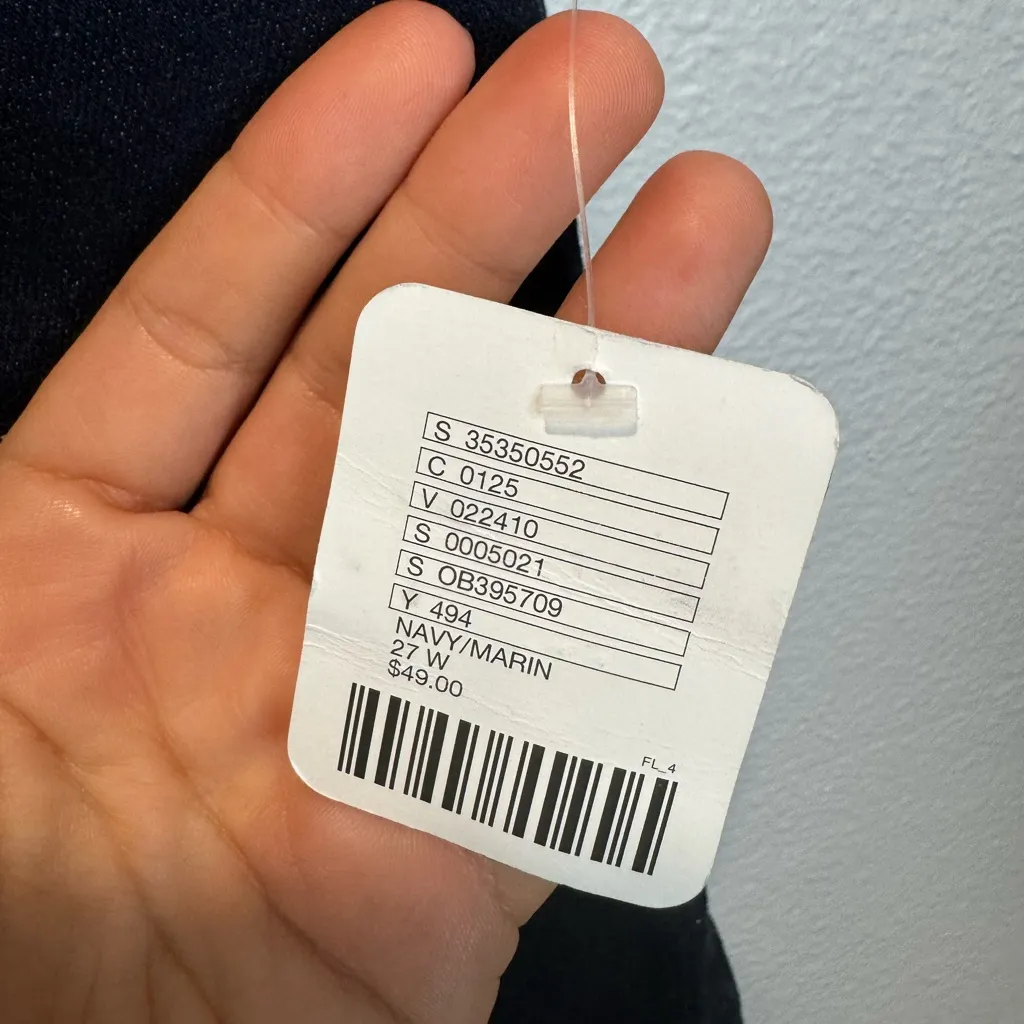 S 35350552
C 0125
V 022410
S 0005021
S OB395709
Y 494
NAVY/MARIN
27 W
$49.00
FL_4